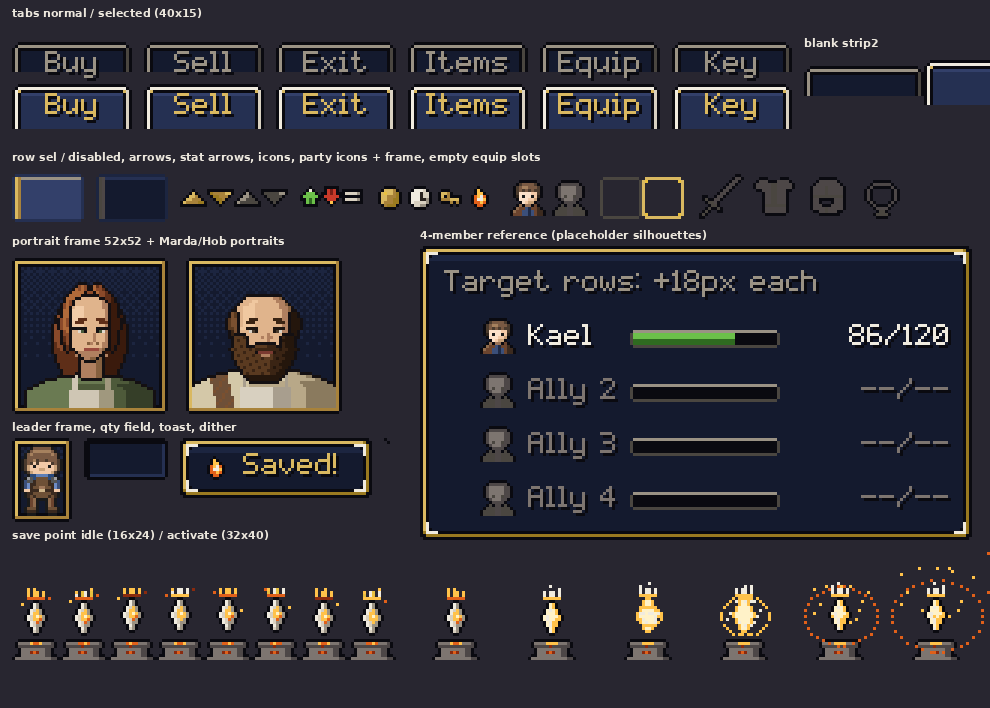 tabs normal / selected (40x15)
blank strip2
Buy Sell Exit Items Equip Key
Buy Sell Exit Items Equip Key
row sel / disabled, arrows, stat arrows, icons, party icons + frame, empty equip slots
portrait frame 52x52 + Marda/Hob portraits
4-member reference (placeholder silhouettes)
Target rows: +18px each
Kael 86/120
Ally 2 --/--
Ally 3 --/--
Ally 4 --/--
leader frame, qty field, toast, dither
Saved!
save point idle (16x24) / activate (32x40)